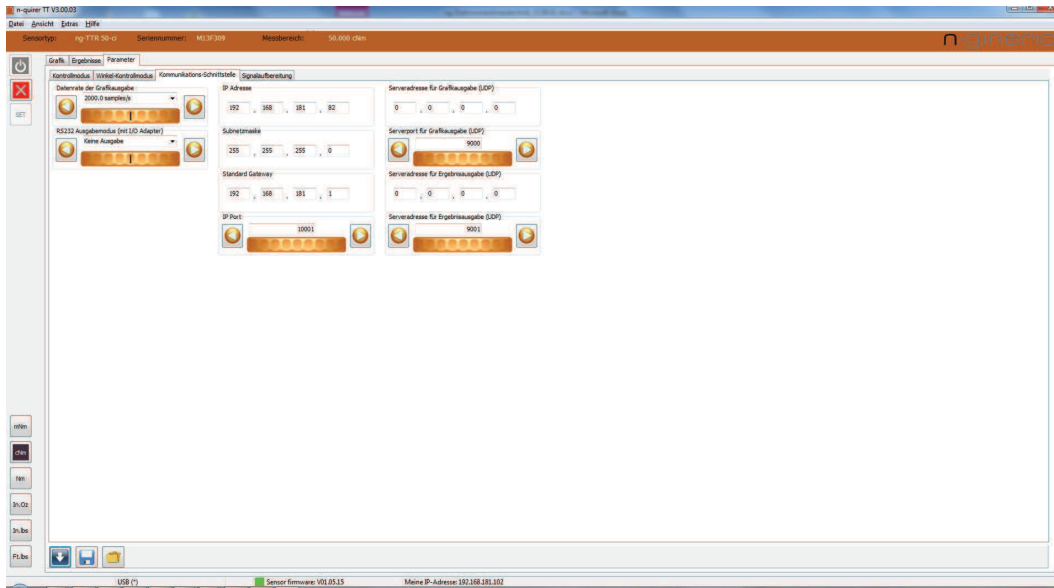 n-quirer TT V3.00.03
Datei Ansicht Extras Hilfe
Sensortyp: ng-TTR 50-ci Seriennummer: M13F309 Messbereich: 50.000 cNm
Grafik Ergebnisse Parameter
Kontrollmodus Winkel-Kontrollmodus Kommunikations-Schnittstelle Signalaufbereitung
SET
Datenrate der Grafikausgabe
2000.0 samples/s
RS232 Ausgabemodus (mit I/O Adapter)
Keine Ausgabe
IP Adresse
192 . 168 . 181 . 82
Subnetzmaske
255 . 255 . 255 . 0
Standard Gateway
192 . 168 . 181 . 1
IP Port
10001
Serveradresse für Grafikausgabe (UDP)
0 . 0 . 0 . 0
Serverport für Grafikausgabe (UDP)
9000
Serveradresse für Ergebnisausgabe (UDP)
0 . 0 . 0 . 0
Serveradresse für Ergebnisausgabe (UDP)
9001
mNm
cNm
Nm
In.Oz
In.lbs
Ft.lbs
USB (*) Sensor firmware: V01.05.15 Meine IP-Adresse: 192.168.181.102